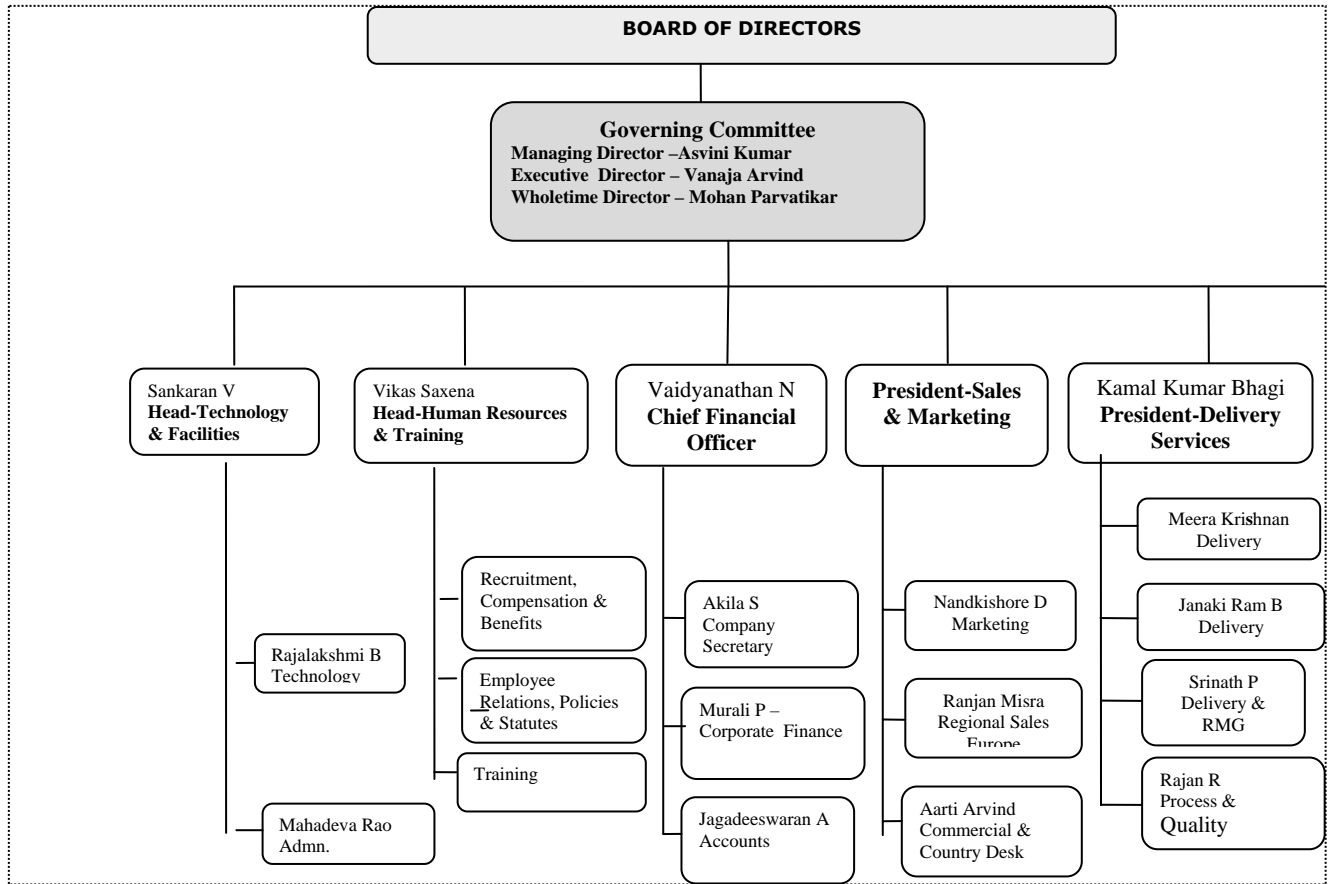 BOARD OF DIRECTORS
Governing Committee
Managing Director –Asvini Kumar
Executive Director – Vanaja Arvind
Wholetime Director – Mohan Parvatikar
Sankaran V
Head-Technology
& Facilities
Vikas Saxena
Head-Human Resources
& Training
Vaidyanathan N
Chief Financial
Officer
President-Sales
& Marketing
Kamal Kumar Bhagi
President-Delivery
Services
Rajalakshmi B
Technology
Mahadeva Rao
Admn.
Recruitment,
Compensation &
Benefits
Employee
Relations, Policies
& Statutes
Training
Akila S
Company
Secretary
Murali P –
Corporate Finance
Jagadeeswaran A
Accounts
Nandkishore D
Marketing
Ranjan Misra
Regional Sales
Europe
Aarti Arvind
Commercial &
Country Desk
Meera Krishnan
Delivery
Janaki Ram B
Delivery
Srinath P
Delivery &
RMG
Rajan R
Process &
Quality